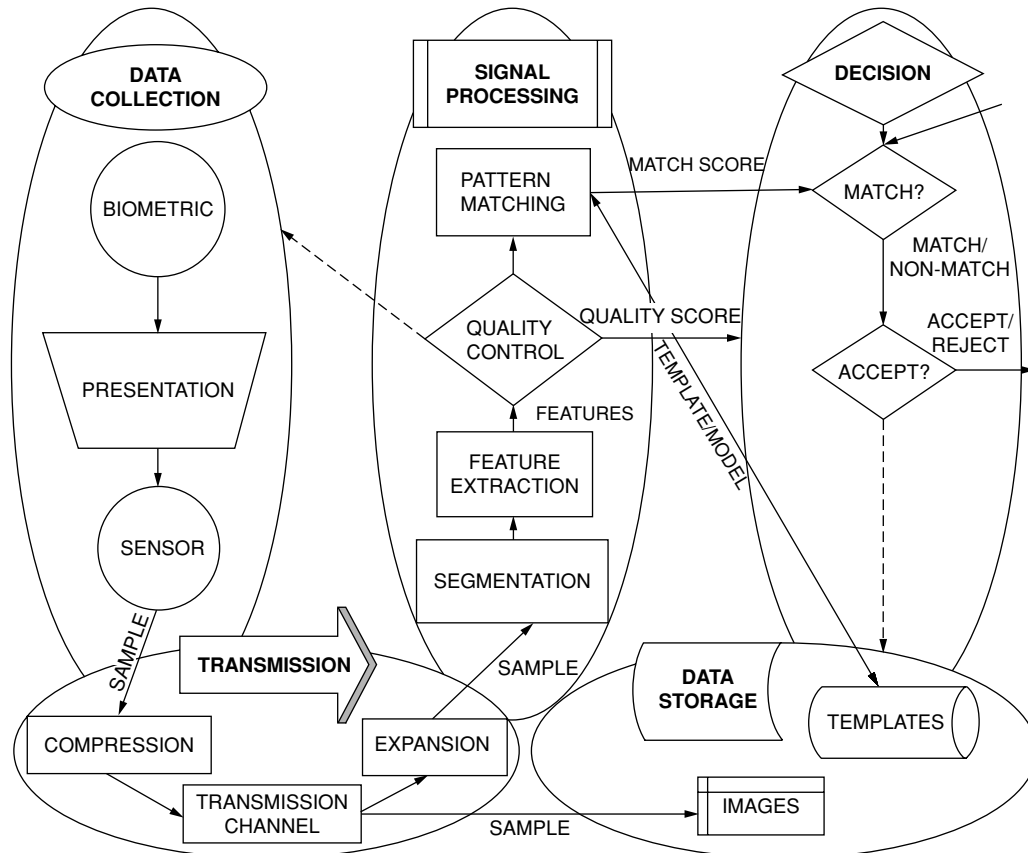 DATA
COLLECTION
BIOMETRIC
PRESENTATION
SENSOR
SAMPLE
TRANSMISSION
COMPRESSION
TRANSMISSION
CHANNEL
EXPANSION
SAMPLE
SAMPLE
SIGNAL
PROCESSING
PATTERN
MATCHING
QUALITY
CONTROL
FEATURES
FEATURE
EXTRACTION
SEGMENTATION
MATCH SCORE
QUALITY SCORE
TEMPLATE/MODEL
DECISION
MATCH?
MATCH/
NON-MATCH
ACCEPT/
REJECT
ACCEPT?
DATA
STORAGE
TEMPLATES
IMAGES